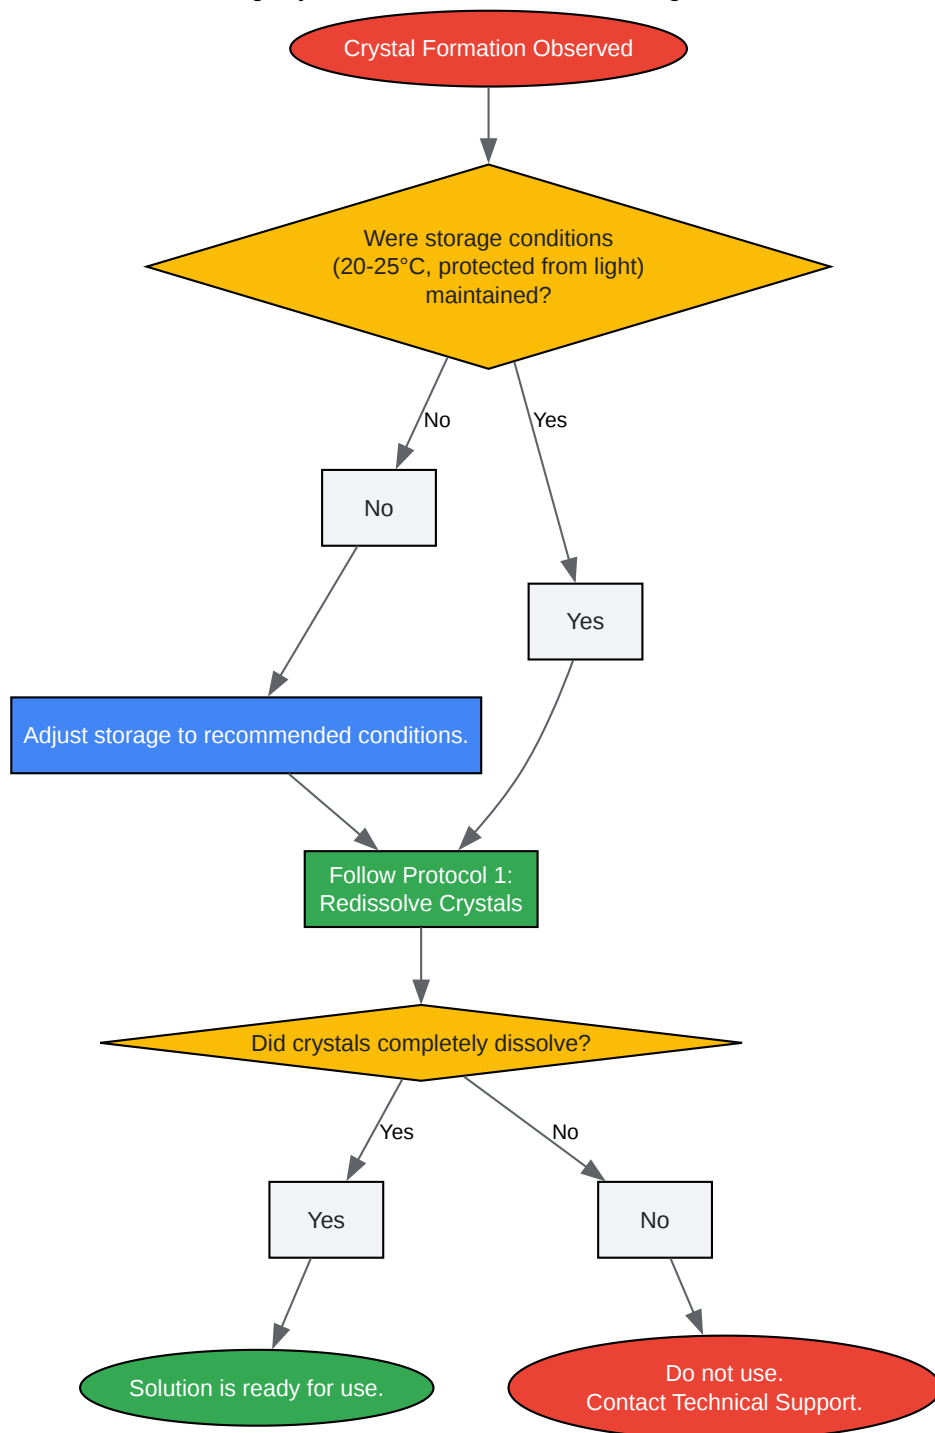 Crystal Formation Observed
Were storage conditions
(20-25°C, protected from light)
maintained?
No
Yes
No
Yes
Adjust storage to recommended conditions.
Follow Protocol 1:
Redissolve Crystals
Did crystals completely dissolve?
Yes
No
Yes
No
Solution is ready for use.
Do not use.
Contact Technical Support.